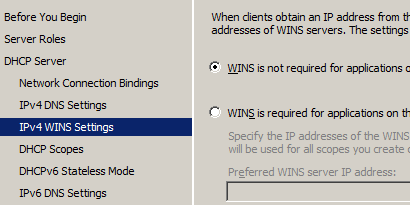 Before You Begin
Server Roles
DHCP Server
Network Connection Bindings
IPv4 DNS Settings
IPv4 WINS Settings
DHCP Scopes
DHCPv6 Stateless Mode
IPv6 DNS Settings
When clients obtain an IP address from
addresses of WINS servers. The settings
WINS is not required for applications
WINS is required for applications on
Specify the IP addresses of the WINS
will be used for all scopes you create
Preferred WINS server IP address: